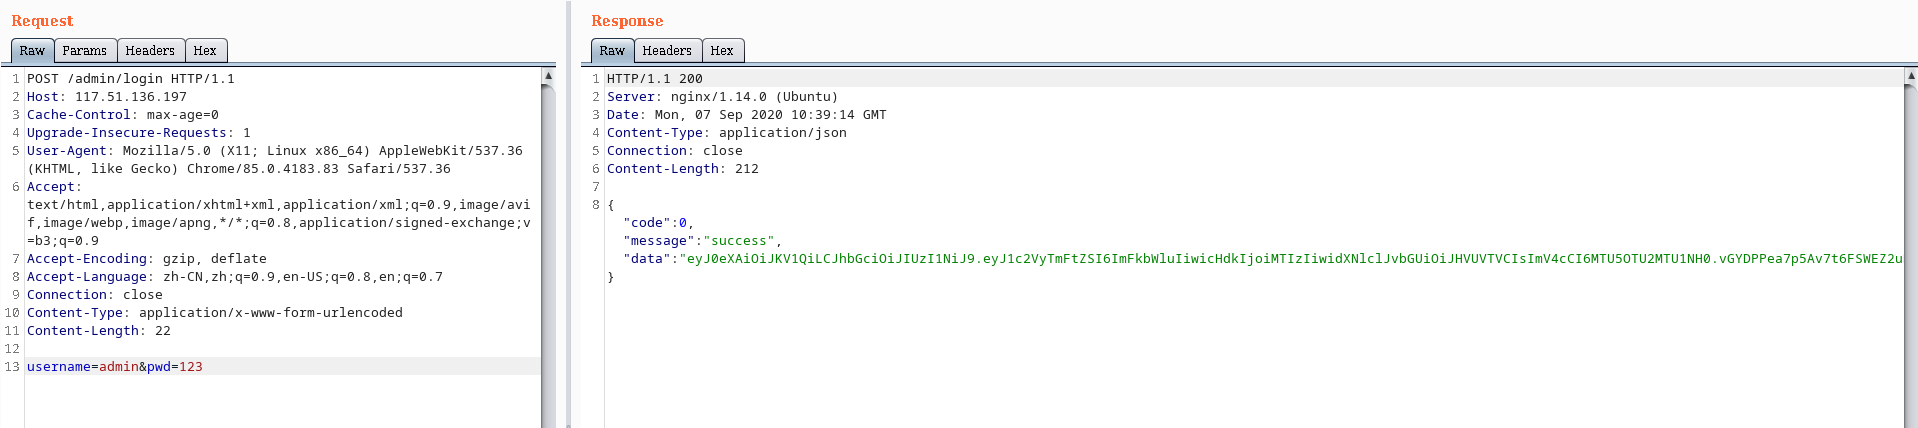 Request
Raw Params Headers Hex
1 POST /admin/login HTTP/1.1
2 Host: 117.51.136.197
3 Cache-Control: max-age=0
4 Upgrade-Insecure-Requests: 1
5 User-Agent: Mozilla/5.0 (X11; Linux x86_64) AppleWebKit/537.36
(KHTML, like Gecko) Chrome/85.0.4183.83 Safari/537.36
6 Accept:
text/html,application/xhtml+xml,application/xml;q=0.9,image/avi
f,image/webp,image/apng,*/*;q=0.8,application/signed-exchange;v
=b3;q=0.9
7 Accept-Encoding: gzip, deflate
8 Accept-Language: zh-CN,zh;q=0.9,en-US;q=0.8,en;q=0.7
9 Connection: close
10 Content-Type: application/x-www-form-urlencoded
11 Content-Length: 22
12
13 username=admin&pwd=123
Response
Raw Headers Hex
1 HTTP/1.1 200
2 Server: nginx/1.14.0 (Ubuntu)
3 Date: Mon, 07 Sep 2020 10:39:14 GMT
4 Content-Type: application/json
5 Connection: close
6 Content-Length: 212
7
8 {
"code":0,
"message":"success",
"data":"eyJ0eXAiOiJKV1QiLCJhbGciOiJIUzI1NiJ9.eyJ1c2VyTmFtZSI6ImFkbWluIiwicHdkIjoiMTIzIiwidXNlclJvbGUiOiJHVUVTVCIsImV4cCI6MTU5OTU2MTU1NH0.vGYDPPea7p5Av7t6FSWEZ2u
}